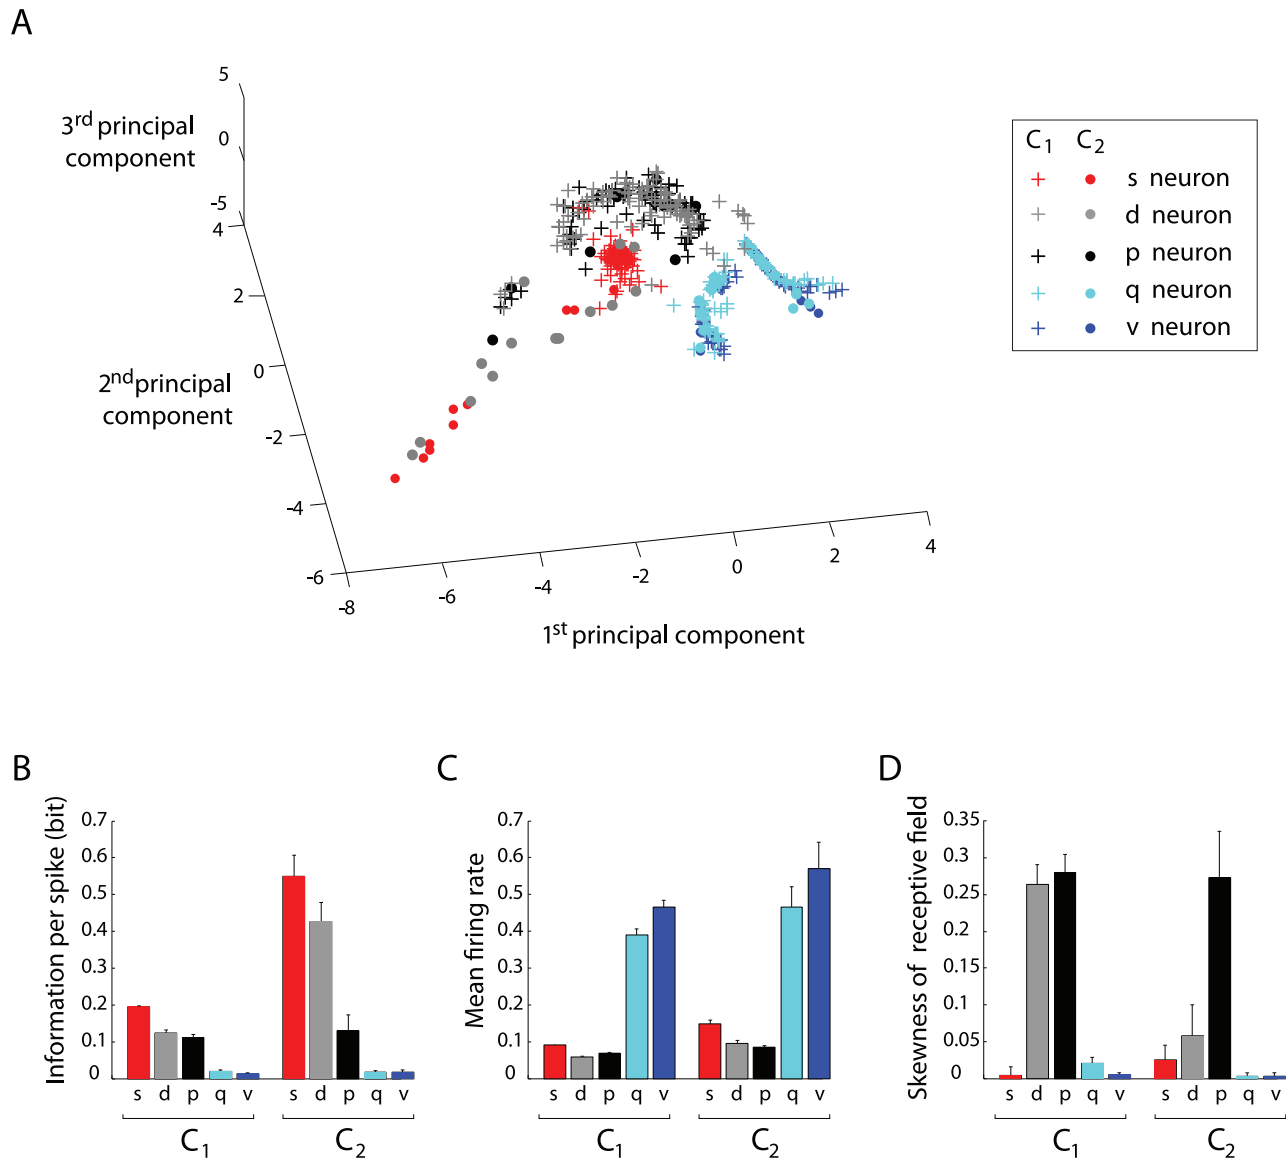 A
5
0
-5
3rd principal
component
4
2
0
-2
-4
-6
2nd principal
component
-8
-6
-4
-2
0
2
4
1st principal component
C1 C2
s neuron
d neuron
p neuron
q neuron
v neuron
B
Information per spike (bit)
0.7
0.6
0.5
0.4
0.3
0.2
0.1
0
s d p q v s d p q v
C1 C2
C
Mean firing rate
0.7
0.6
0.5
0.4
0.3
0.2
0.1
0
s d p q v s d p q v
C1 C2
D
Skewness of receptive field
0.35
0.3
0.25
0.2
0.15
0.1
0.05
0
s d p q v s d p q v
C1 C2